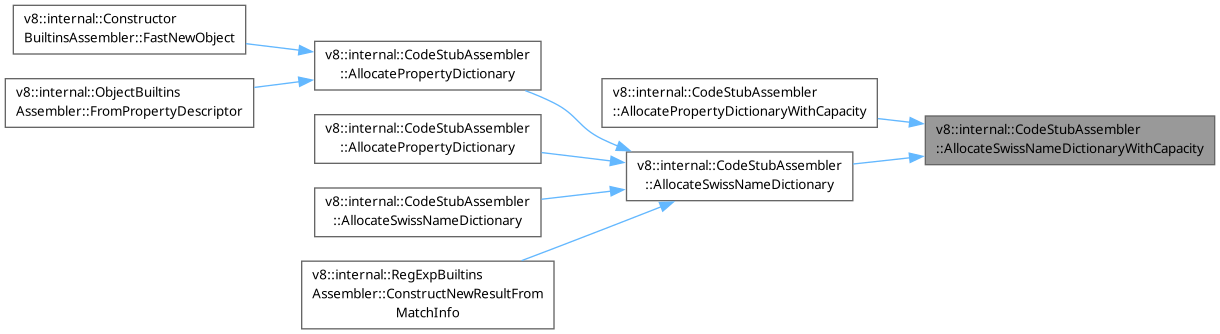 v8::internal::Constructor
BuiltinsAssembler::FastNewObject
v8::internal::ObjectBuiltins
Assembler::FromPropertyDescriptor
v8::internal::CodeStubAssembler
::AllocatePropertyDictionary
v8::internal::CodeStubAssembler
::AllocatePropertyDictionary
v8::internal::CodeStubAssembler
::AllocateSwissNameDictionary
v8::internal::RegExpBuiltins
Assembler::ConstructNewResultFrom
MatchInfo
v8::internal::CodeStubAssembler
::AllocatePropertyDictionaryWithCapacity
v8::internal::CodeStubAssembler
::AllocateSwissNameDictionary
v8::internal::CodeStubAssembler
::AllocateSwissNameDictionaryWithCapacity